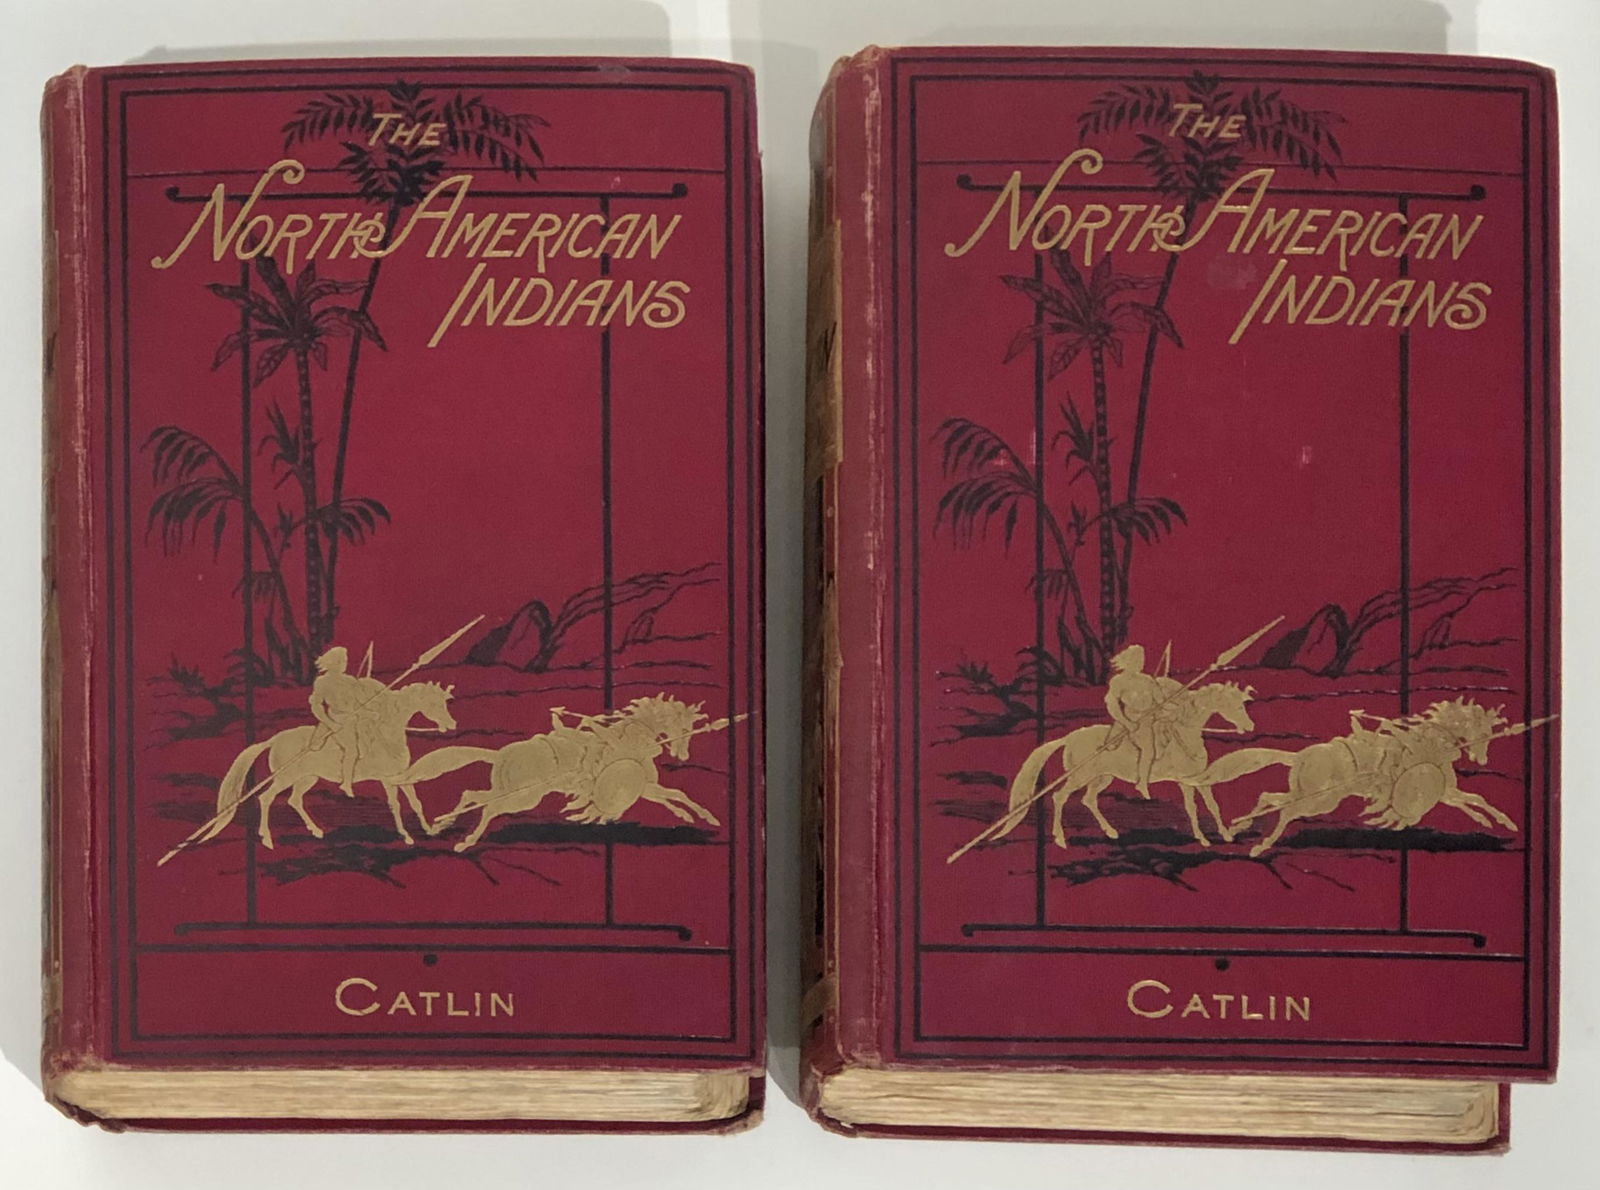 The
North American
Indians
Catlin
The
North American
Indians
Catlin